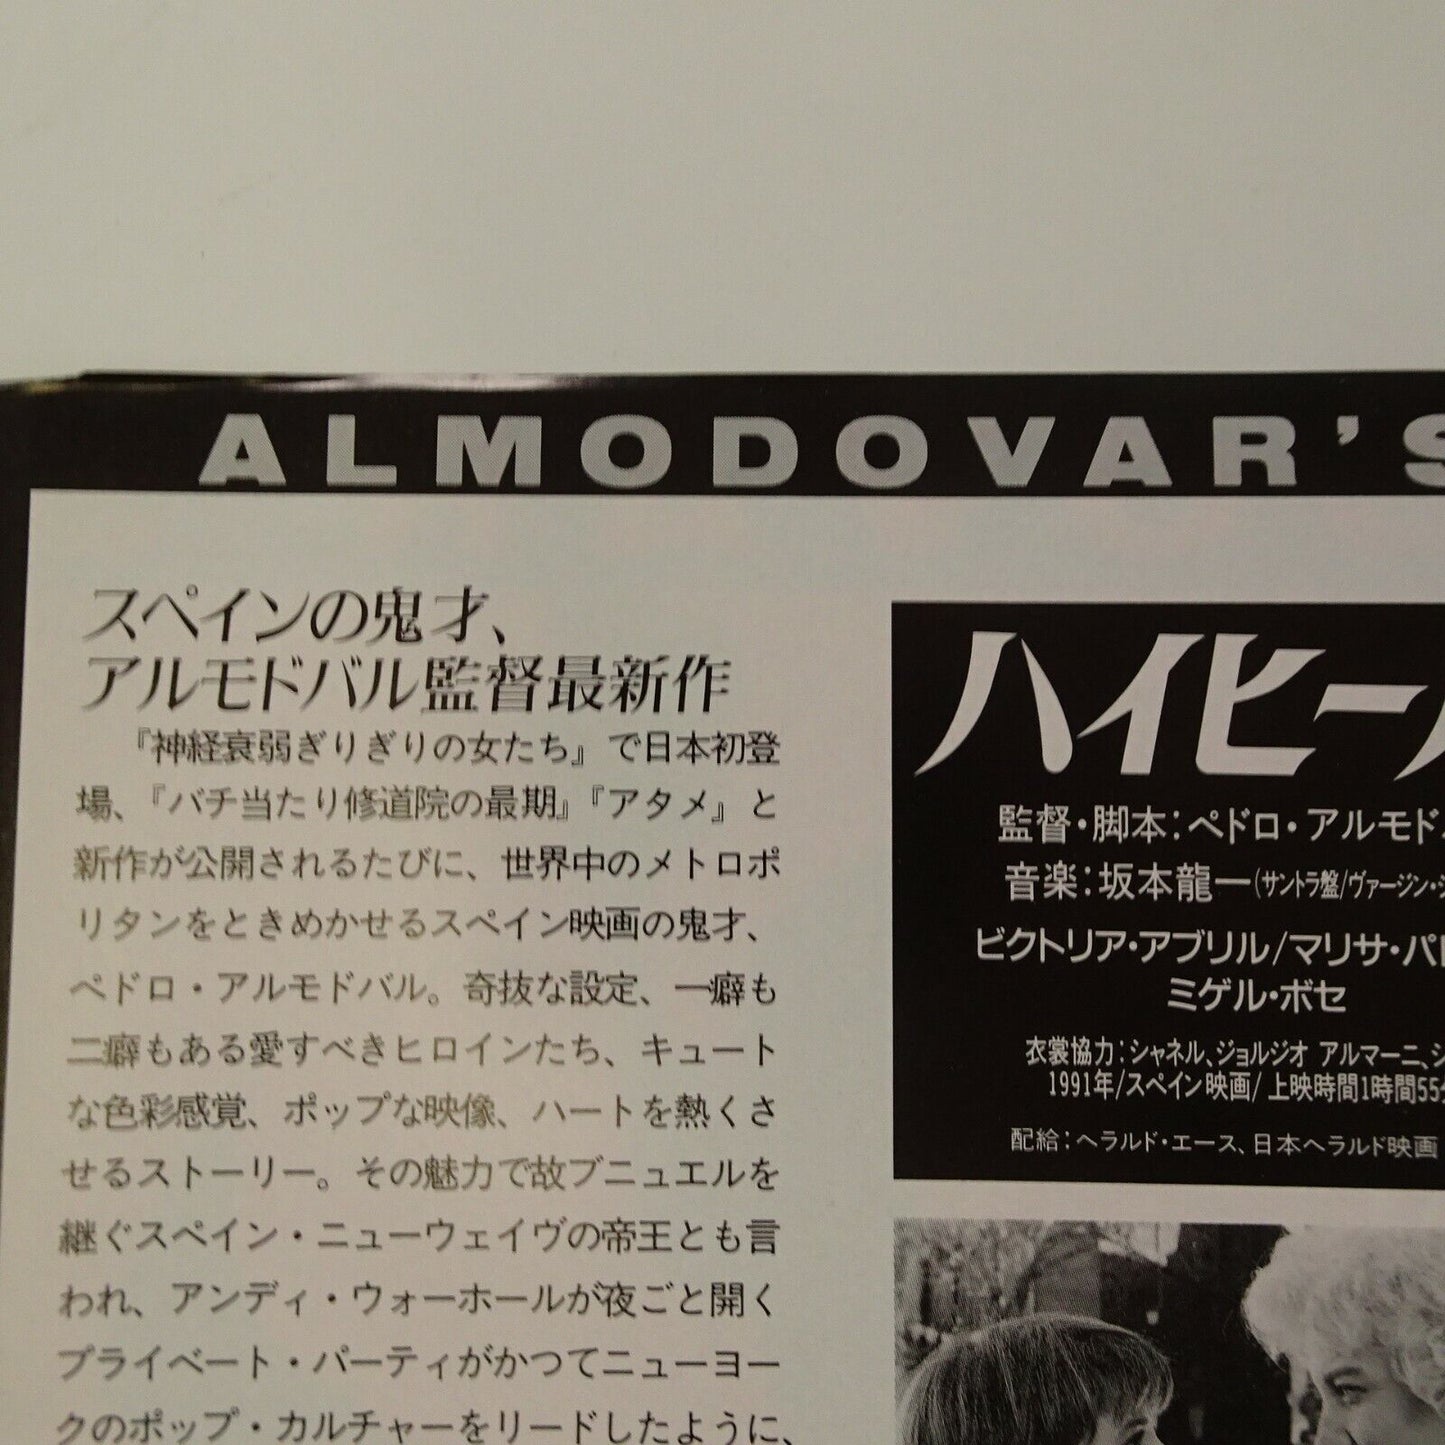 ALMODOVAR'S
スペインの鬼才、
アルモドバル監督最新作
『神経衰弱ぎりぎりの女たち』で日本初登
場、『バチ当たり修道院の最期』『アタメ』と
新作が公開されるたびに、世界中のメトロポ
リタンをときめかせるスペイン映画の鬼才、
ペドロ・アルモドバル。奇抜な設定、一癖も
二癖もある愛すべきヒロインたち、キュート
な色彩感覚、ポップな映像、ハートを熱くさ
せるストーリー。その魅力で故ブニュエルを
継ぐスペイン・ニューウェイヴの帝王とも言
われ、アンディ・ウォーホールが夜ごと開く
プライベート・パーティがかつてニューヨー
クのポップ・カルチャーをリードしたように、
ハイヒー
監督・脚本：ペドロ・アルモド
音楽：坂本龍一(サントラ盤/ヴァージン・
ビクトリア・アブリル/マリサ・パ
ミゲル・ボセ
衣裳協力：シャネル、ジョルジオ アルマーニ、
1991年/スペイン映画/上映時間1時間55分
配給：ヘラルド・エース、日本ヘラルド映画